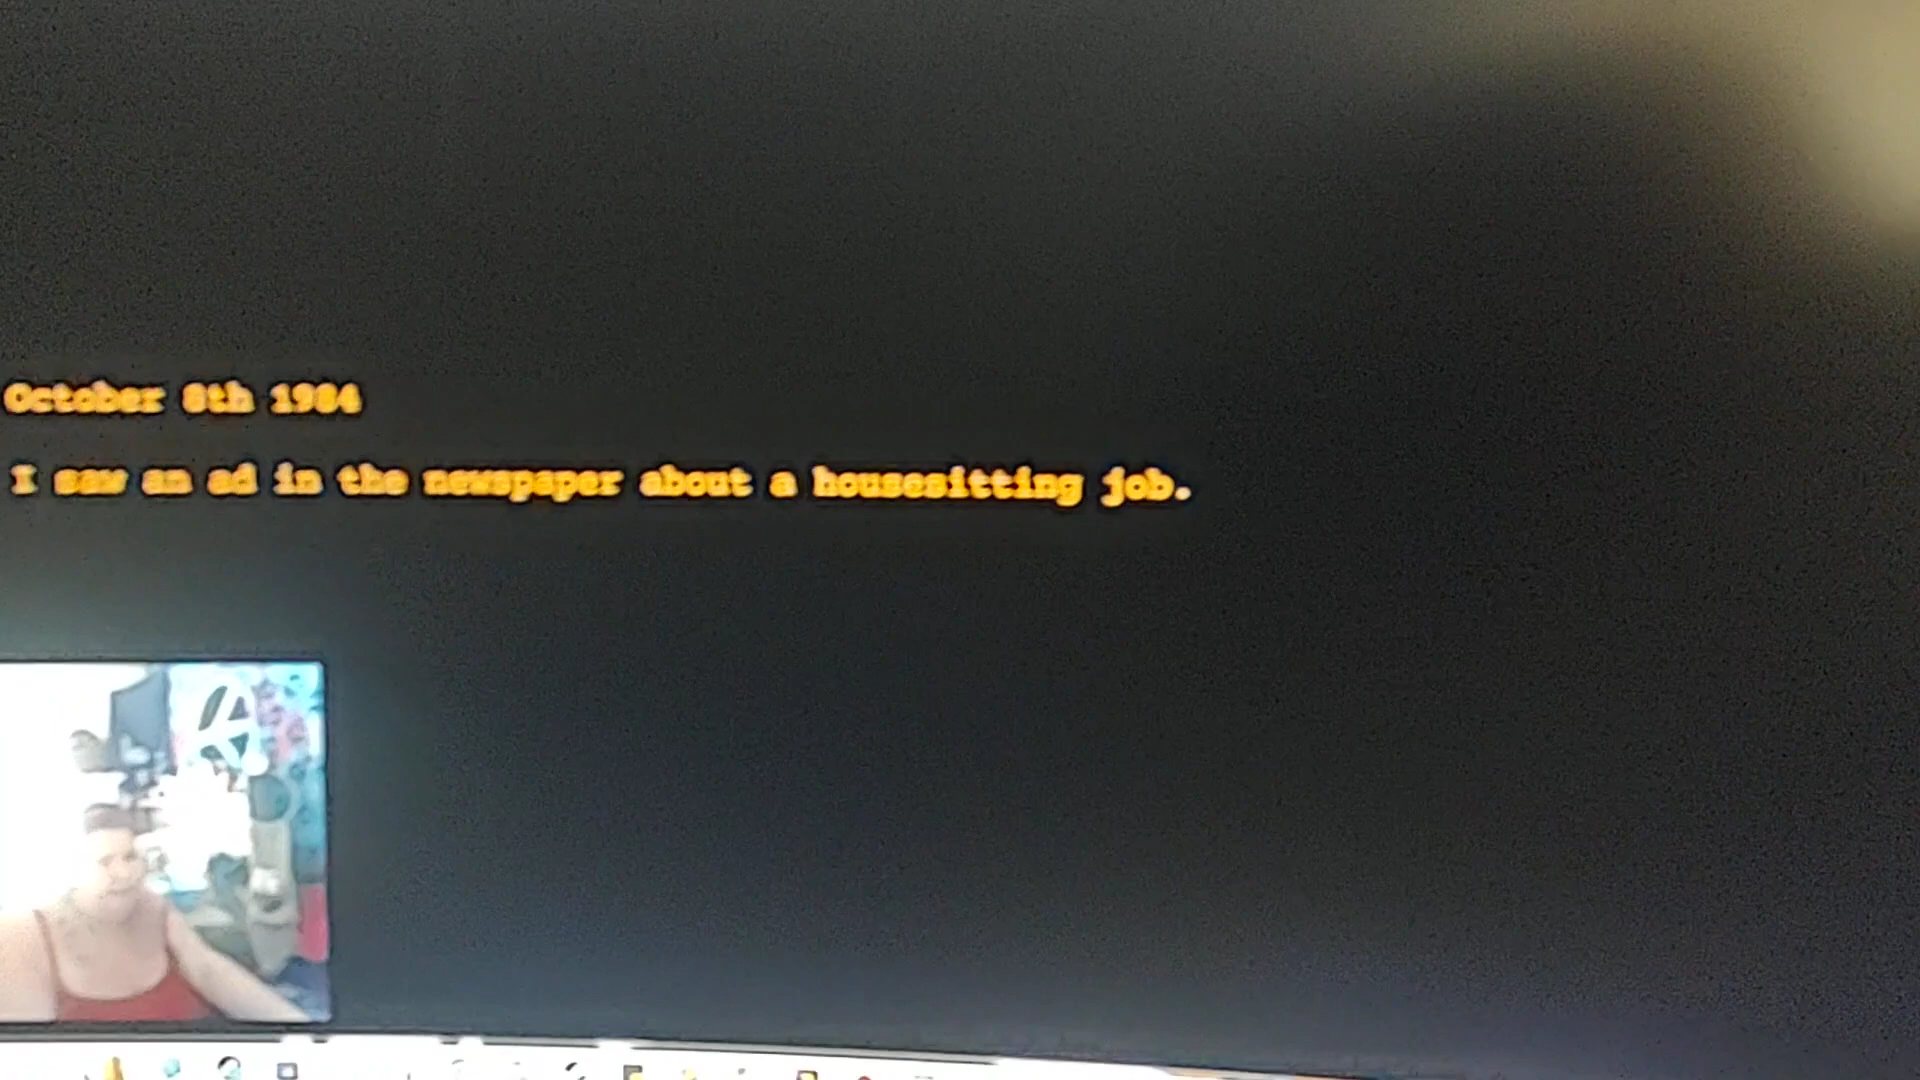 October 8th 1984
I saw an ad in the newspaper about a housesitting job.